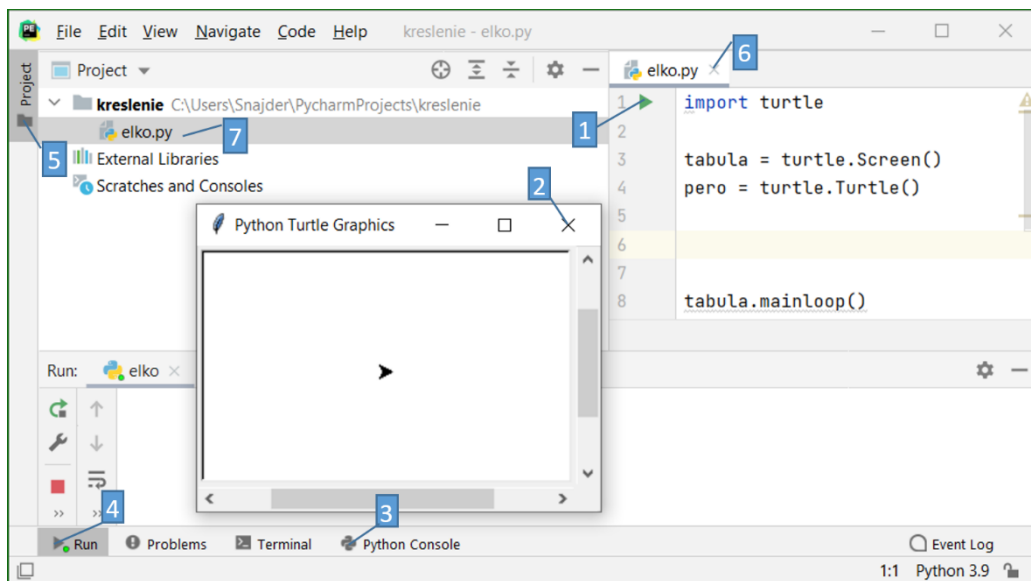 PE File Edit View Navigate Code Help kreslenie - elko.py
Project
Project
elko.py
6
kreslenie C:\Users\Snajder\PycharmProjects\kreslenie
elko.py
7
5
External Libraries
Scratches and Consoles
1
1 import turtle
2
3 tabula = turtle.Screen()
4 pero = turtle.Turtle()
5
6
7
8 tabula.mainloop()
2
Python Turtle Graphics
Run: elko
4
3
Run Problems Terminal Python Console Event Log
1:1 Python 3.9